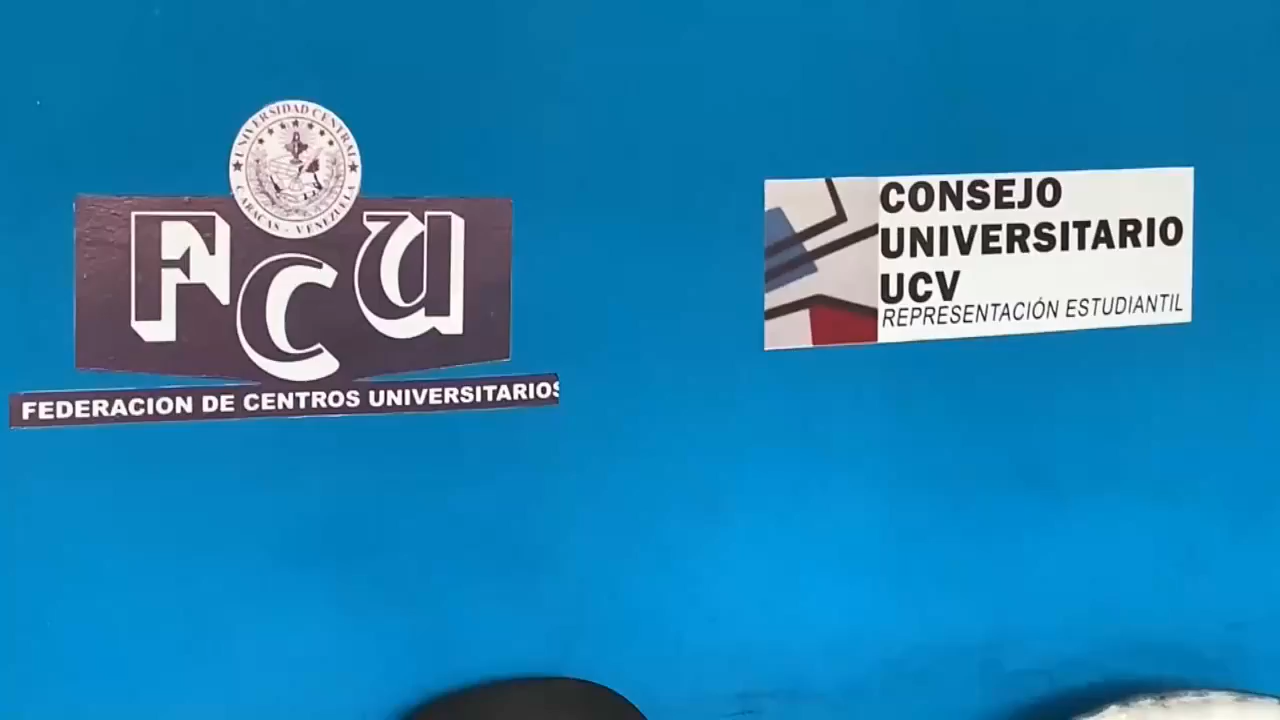 UNIVERSIDAD CENTRAL
CARACAS - VENEZUELA
FCU
FEDERACION DE CENTROS UNIVERSITARIOS
CONSEJO
UNIVERSITARIO
UCV
REPRESENTACIÓN ESTUDIANTIL